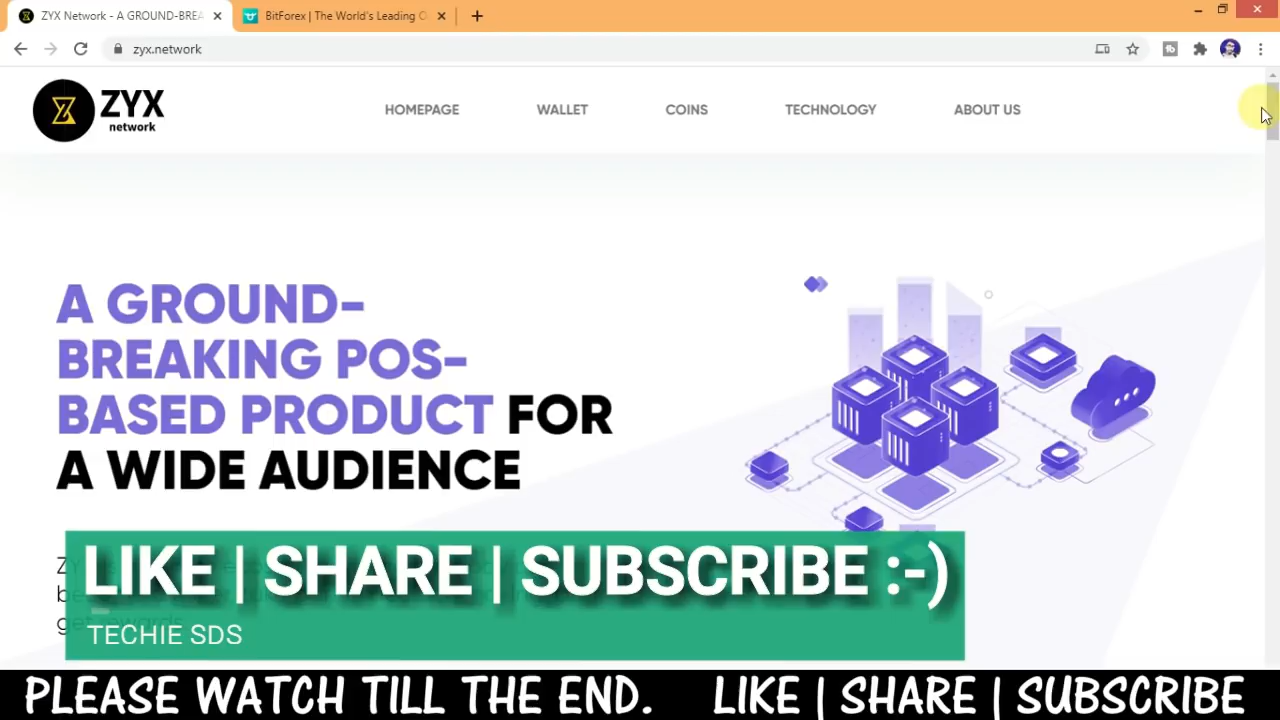 ZYX Network - A GROUND-BREA
BitForex | The World's Leading O
zyx.network
ZYX
network
HOMEPAGE
WALLET
COINS
TECHNOLOGY
ABOUT US
A GROUND-
BREAKING POS-
BASED PRODUCT FOR
A WIDE AUDIENCE
LIKE | SHARE | SUBSCRIBE :-)
TECHIE SDS
PLEASE WATCH TILL THE END. LIKE | SHARE | SUBSCRIBE